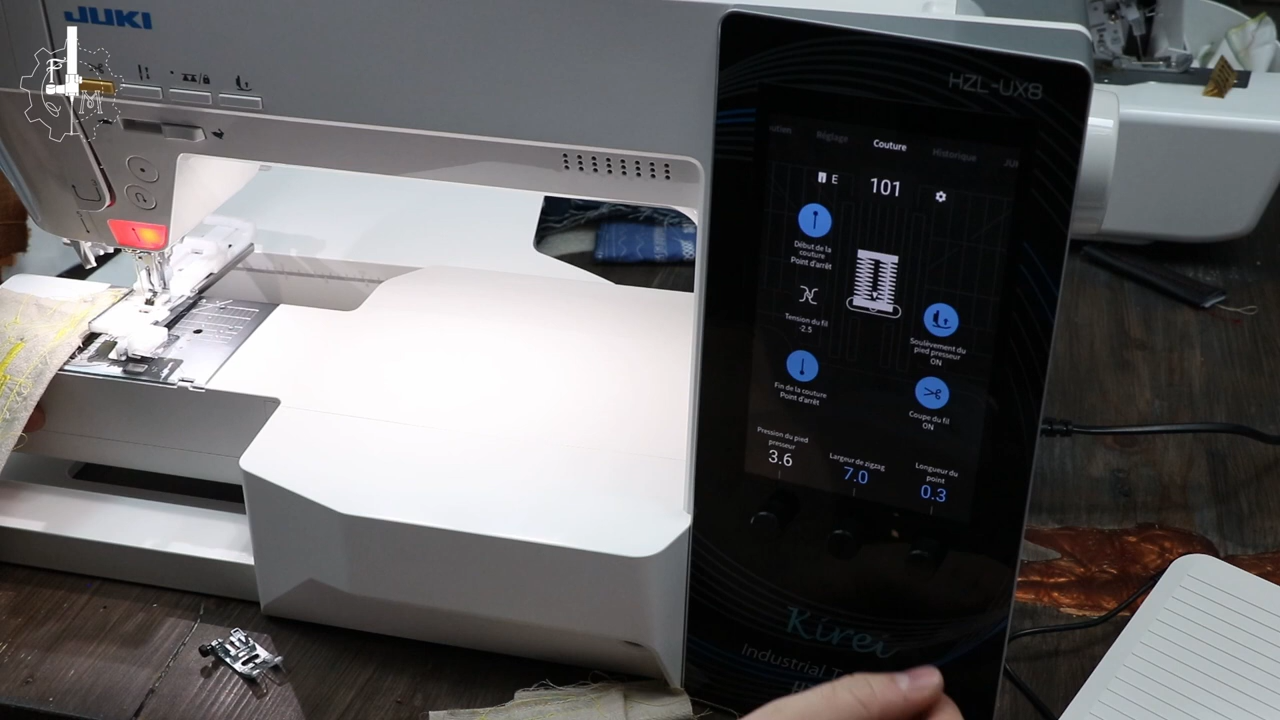 JUKI
M
HZL-UX8
Réglage
Couture
Historique
E
101
Début de la
couture
Point d'arrêt
Tension du fil
-2.5
Soulèvement du
pied presseur
ON
Fin de la couture
Point d'arrêt
Coupe du fil
ON
Pression du pied
presseur
3.6
Largeur de zigzag
7.0
Longueur du
point
0.3
Kirei
Industrial